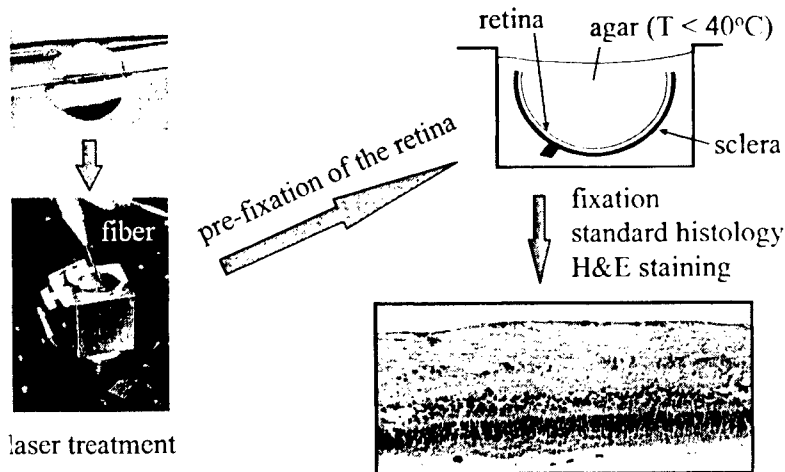 retina
agar (T < 40°C)
sclera
pre-fixation of the retina
fiber
fixation
standard histology
H&E staining
laser treatment